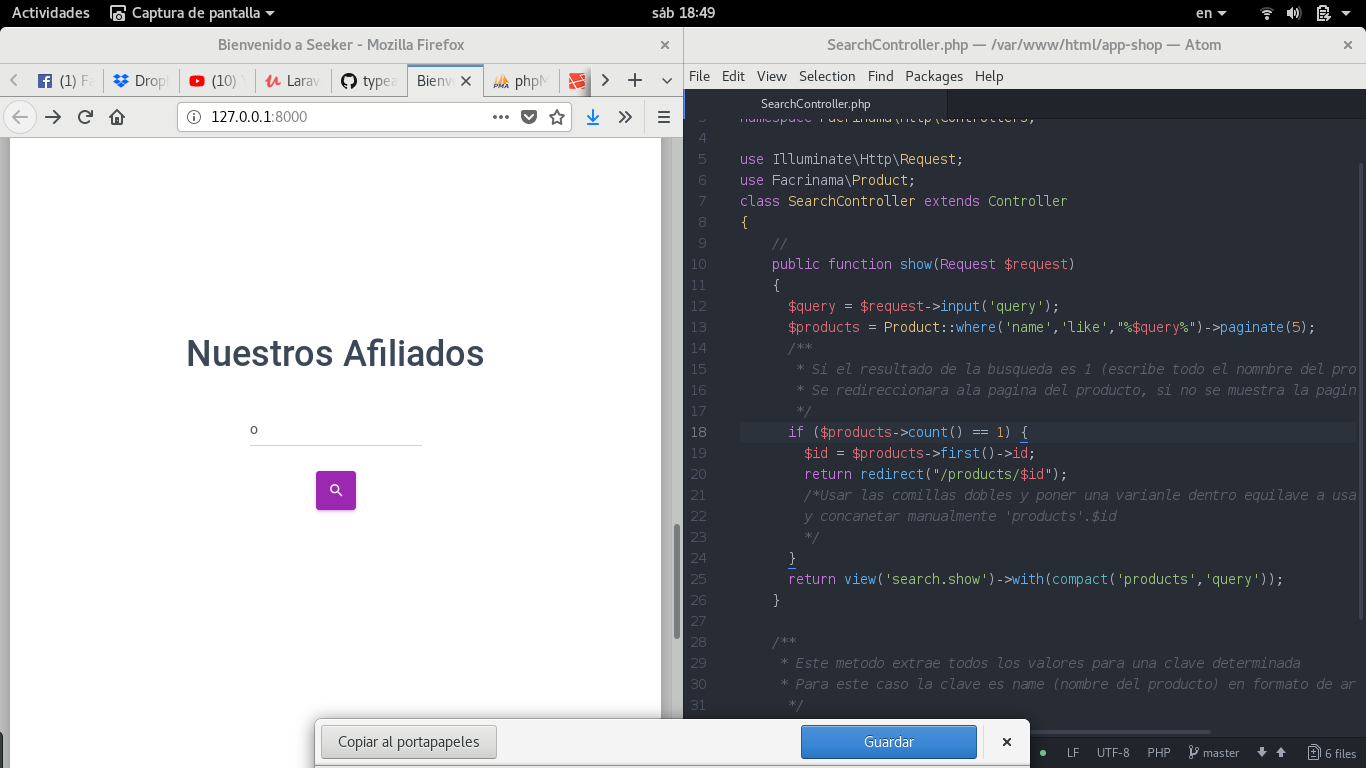 Actividades Captura de pantalla sáb 18:49 en
Bienvenido a Seeker - Mozilla Firefox
(1) Fa Drop (10) Larav typea Bienv phpM
127.0.0.1:8000
Nuestros Afiliados
o
SearchController.php — /var/www/html/app-shop — Atom
File Edit View Selection Find Packages Help
SearchController.php
3 namespace Facrinama\Http\Controllers;
4
5 use Illuminate\Http\Request;
6 use Facrinama\Product;
7 class SearchController extends Controller
8 {
9 //
10 public function show(Request $request)
11 {
12 $query = $request->input('query');
13 $products = Product::where('name','like',"%$query%")->paginate(5);
14 /**
15 * Si el resultado de la busqueda es 1 (escribe todo el nomnbre del pro
16 * Se redireccionara ala pagina del producto, si no se muestra la pagin
17 */
18 if ($products->count() == 1) {
19 $id = $products->first()->id;
20 return redirect("/products/$id");
21 /*Usar las comillas dobles y poner una varianle dentro equilave a usa
22 y concanetar manualmente 'products'.$id
23 */
24 }
25 return view('search.show')->with(compact('products','query'));
26 }
27
28 /**
29 * Este metodo extrae todos los valores para una clave determinada
30 * Para este caso la clave es name (nombre del producto) en formato de ar
31 */
LF UTF-8 PHP master 6 files
Copiar al portapapeles Guardar